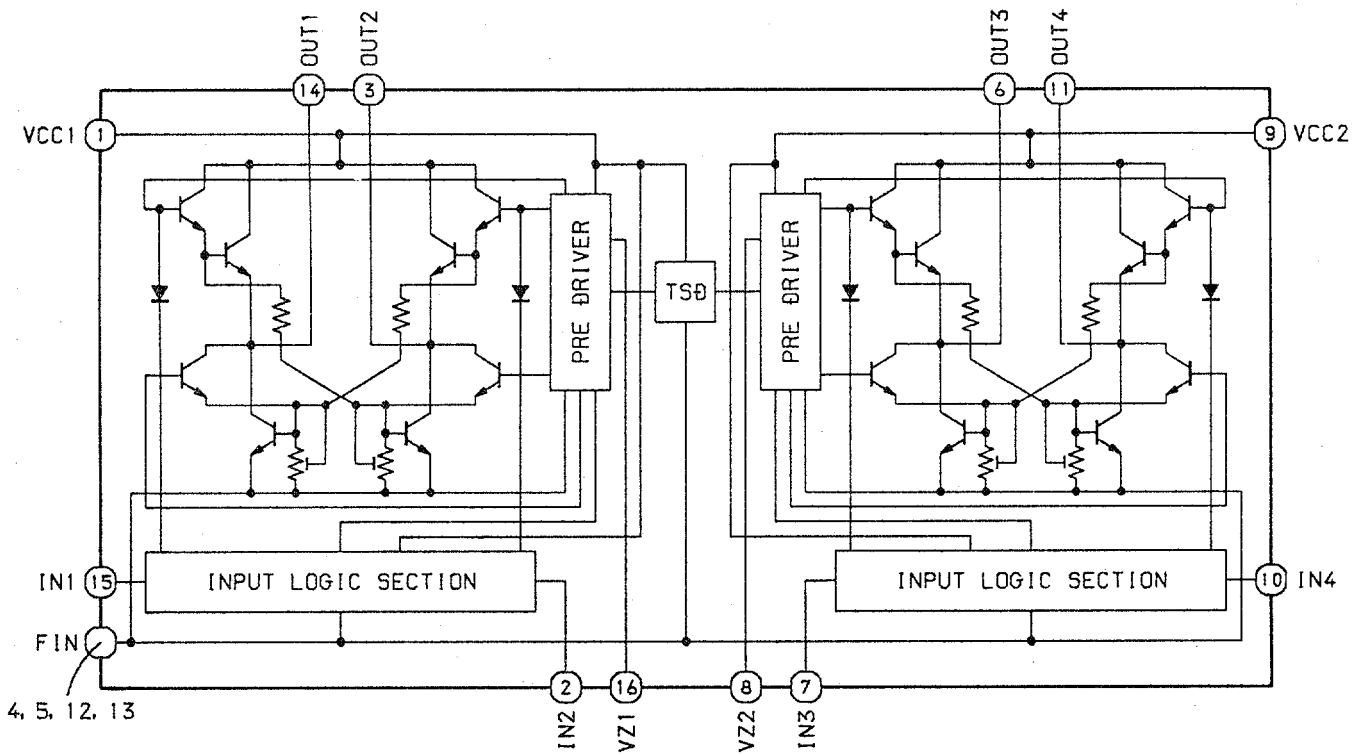 OUT1
OUT2
OUT3
OUT4
14
3
6
11
VCC1 1
9 VCC2
PRE DRIVER
TSD
PRE DRIVER
IN1 15
INPUT LOGIC SECTION
INPUT LOGIC SECTION
10 IN4
FIN
4, 5, 12, 13
2
16
8
7
IN2
VZ1
VZ2
IN3